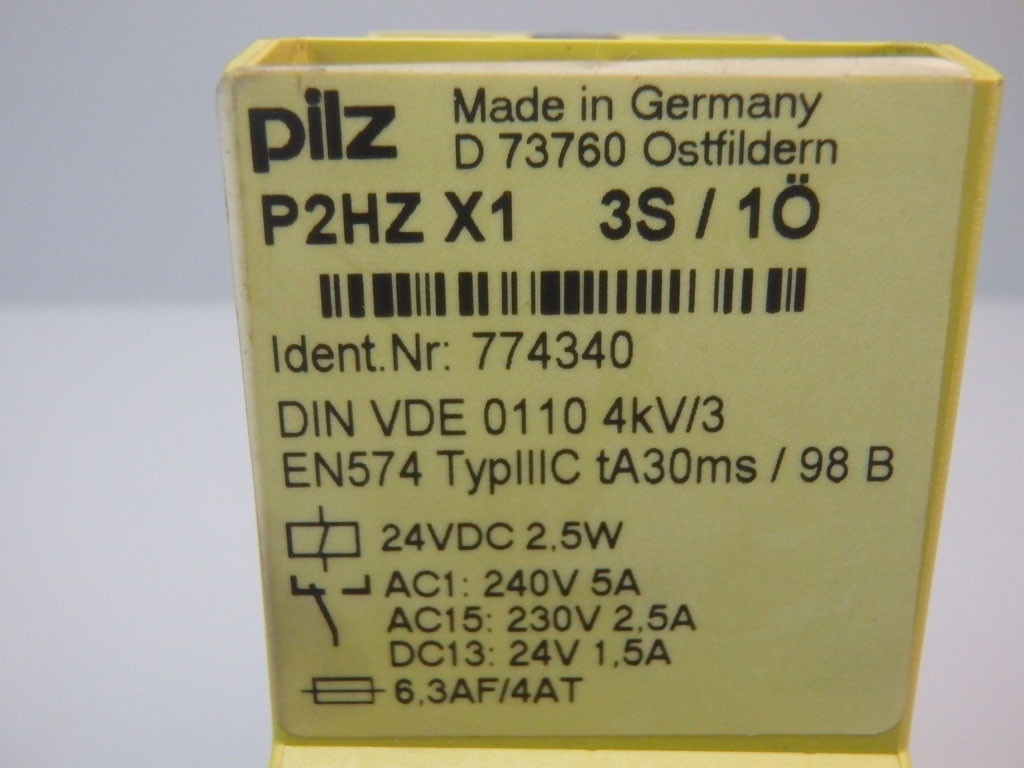 pilz
Made in Germany
D 73760 Ostfildern
P2HZ X1 3S / 1Ö
Ident.Nr: 774340
DIN VDE 0110 4kV/3
EN574 TypIIIC tA30ms / 98 B
24VDC 2,5W
AC1: 240V 5A
AC15: 230V 2,5A
DC13: 24V 1,5A
6,3AF/4AT